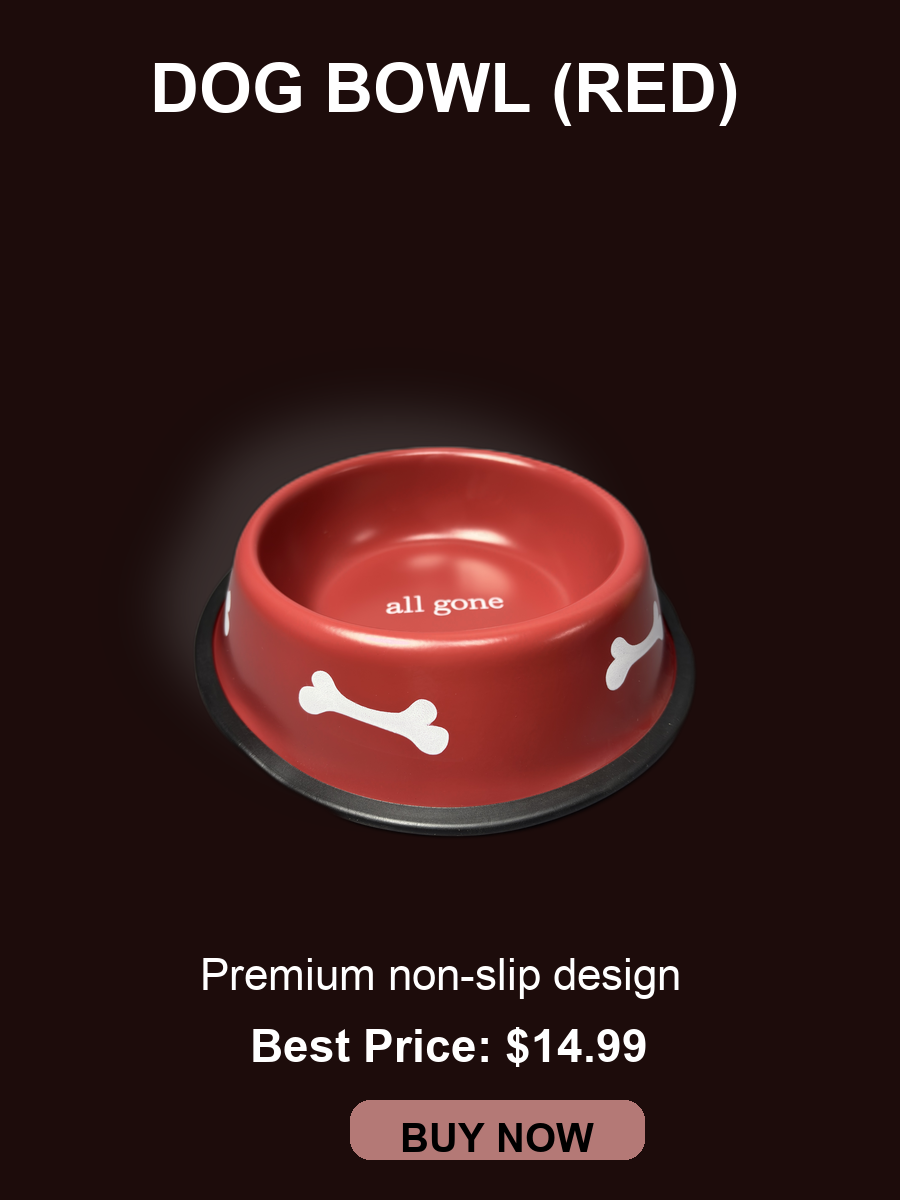 DOG BOWL (RED)
all gone
Premium non-slip design
Best Price: $14.99
BUY NOW